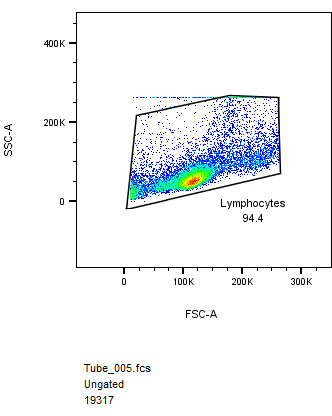 400K
200K
0
SSC-A
Lymphocytes
94.4
0 100K 200K 300K
FSC-A
Tube_005.fcs
Ungated
19317